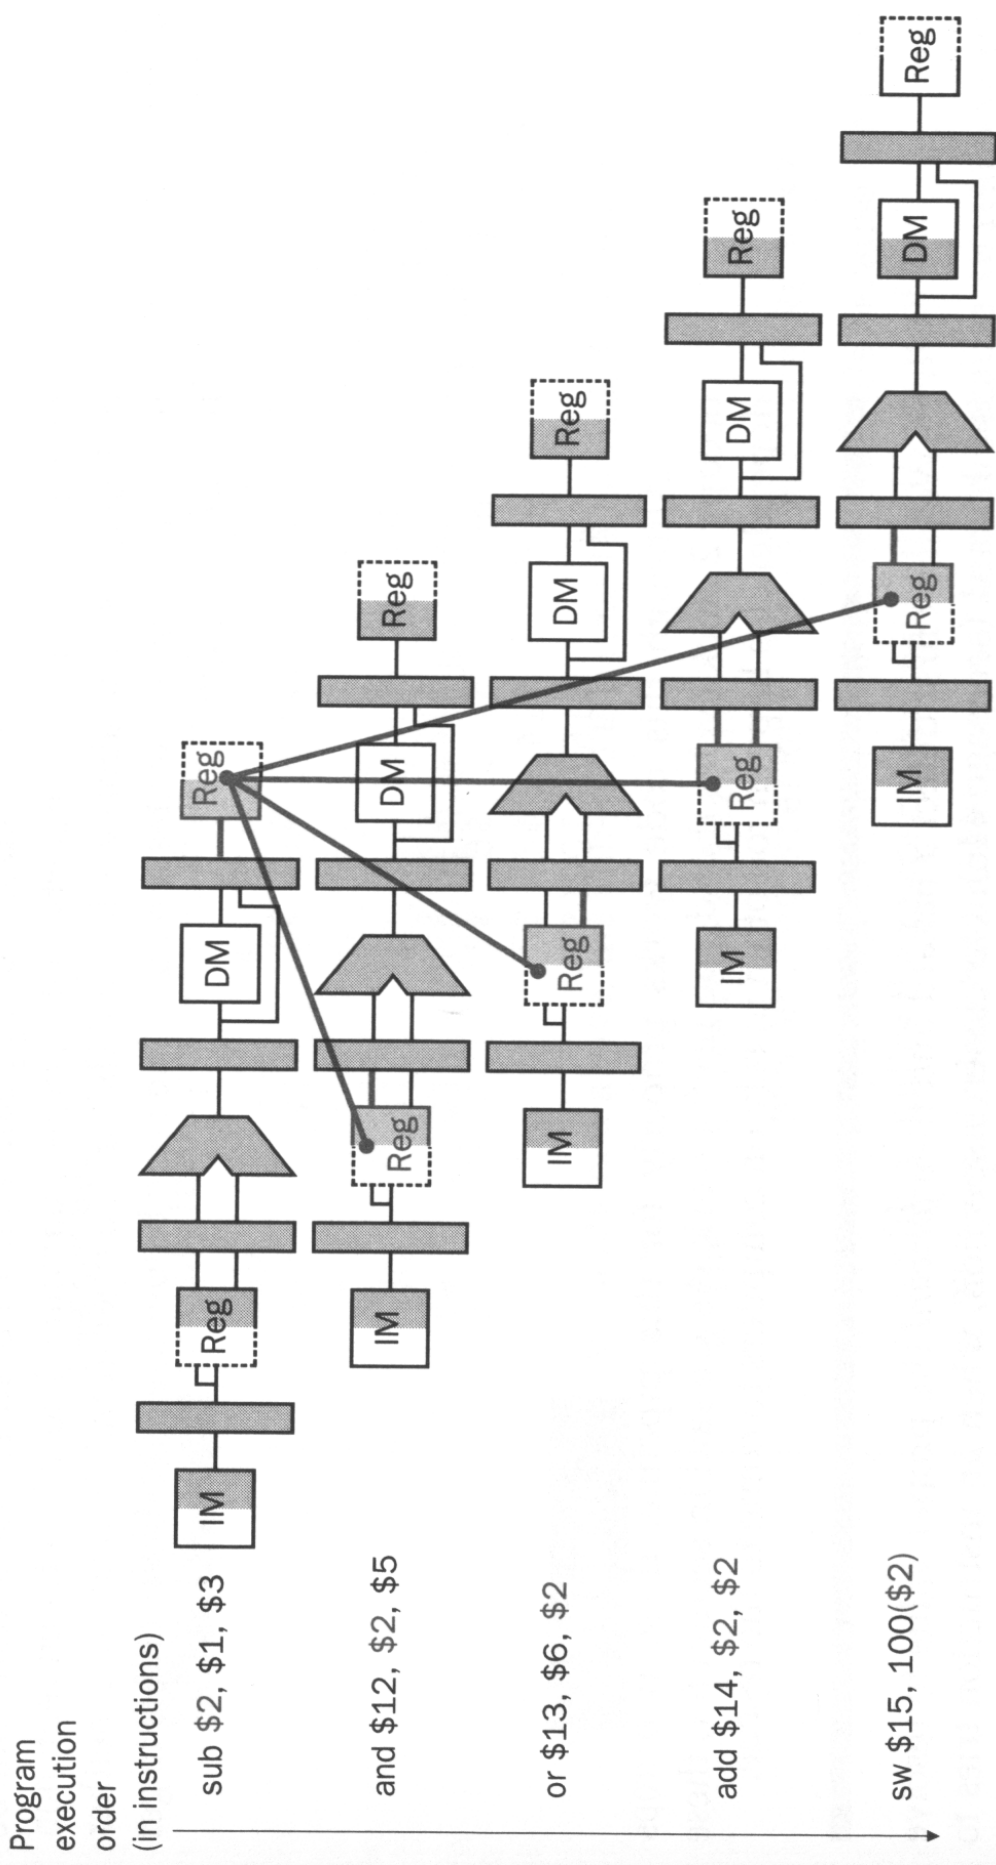 Program
execution
order
(in instructions)
sub $2, $1, $3
IM
Reg
DM
Reg
and $12, $2, $5
IM
Reg
DM
Reg
or $13, $6, $2
IM
Reg
DM
Reg
add $14, $2, $2
IM
Reg
DM
Reg
sw $15, 100($2)
IM
Reg
DM
Reg